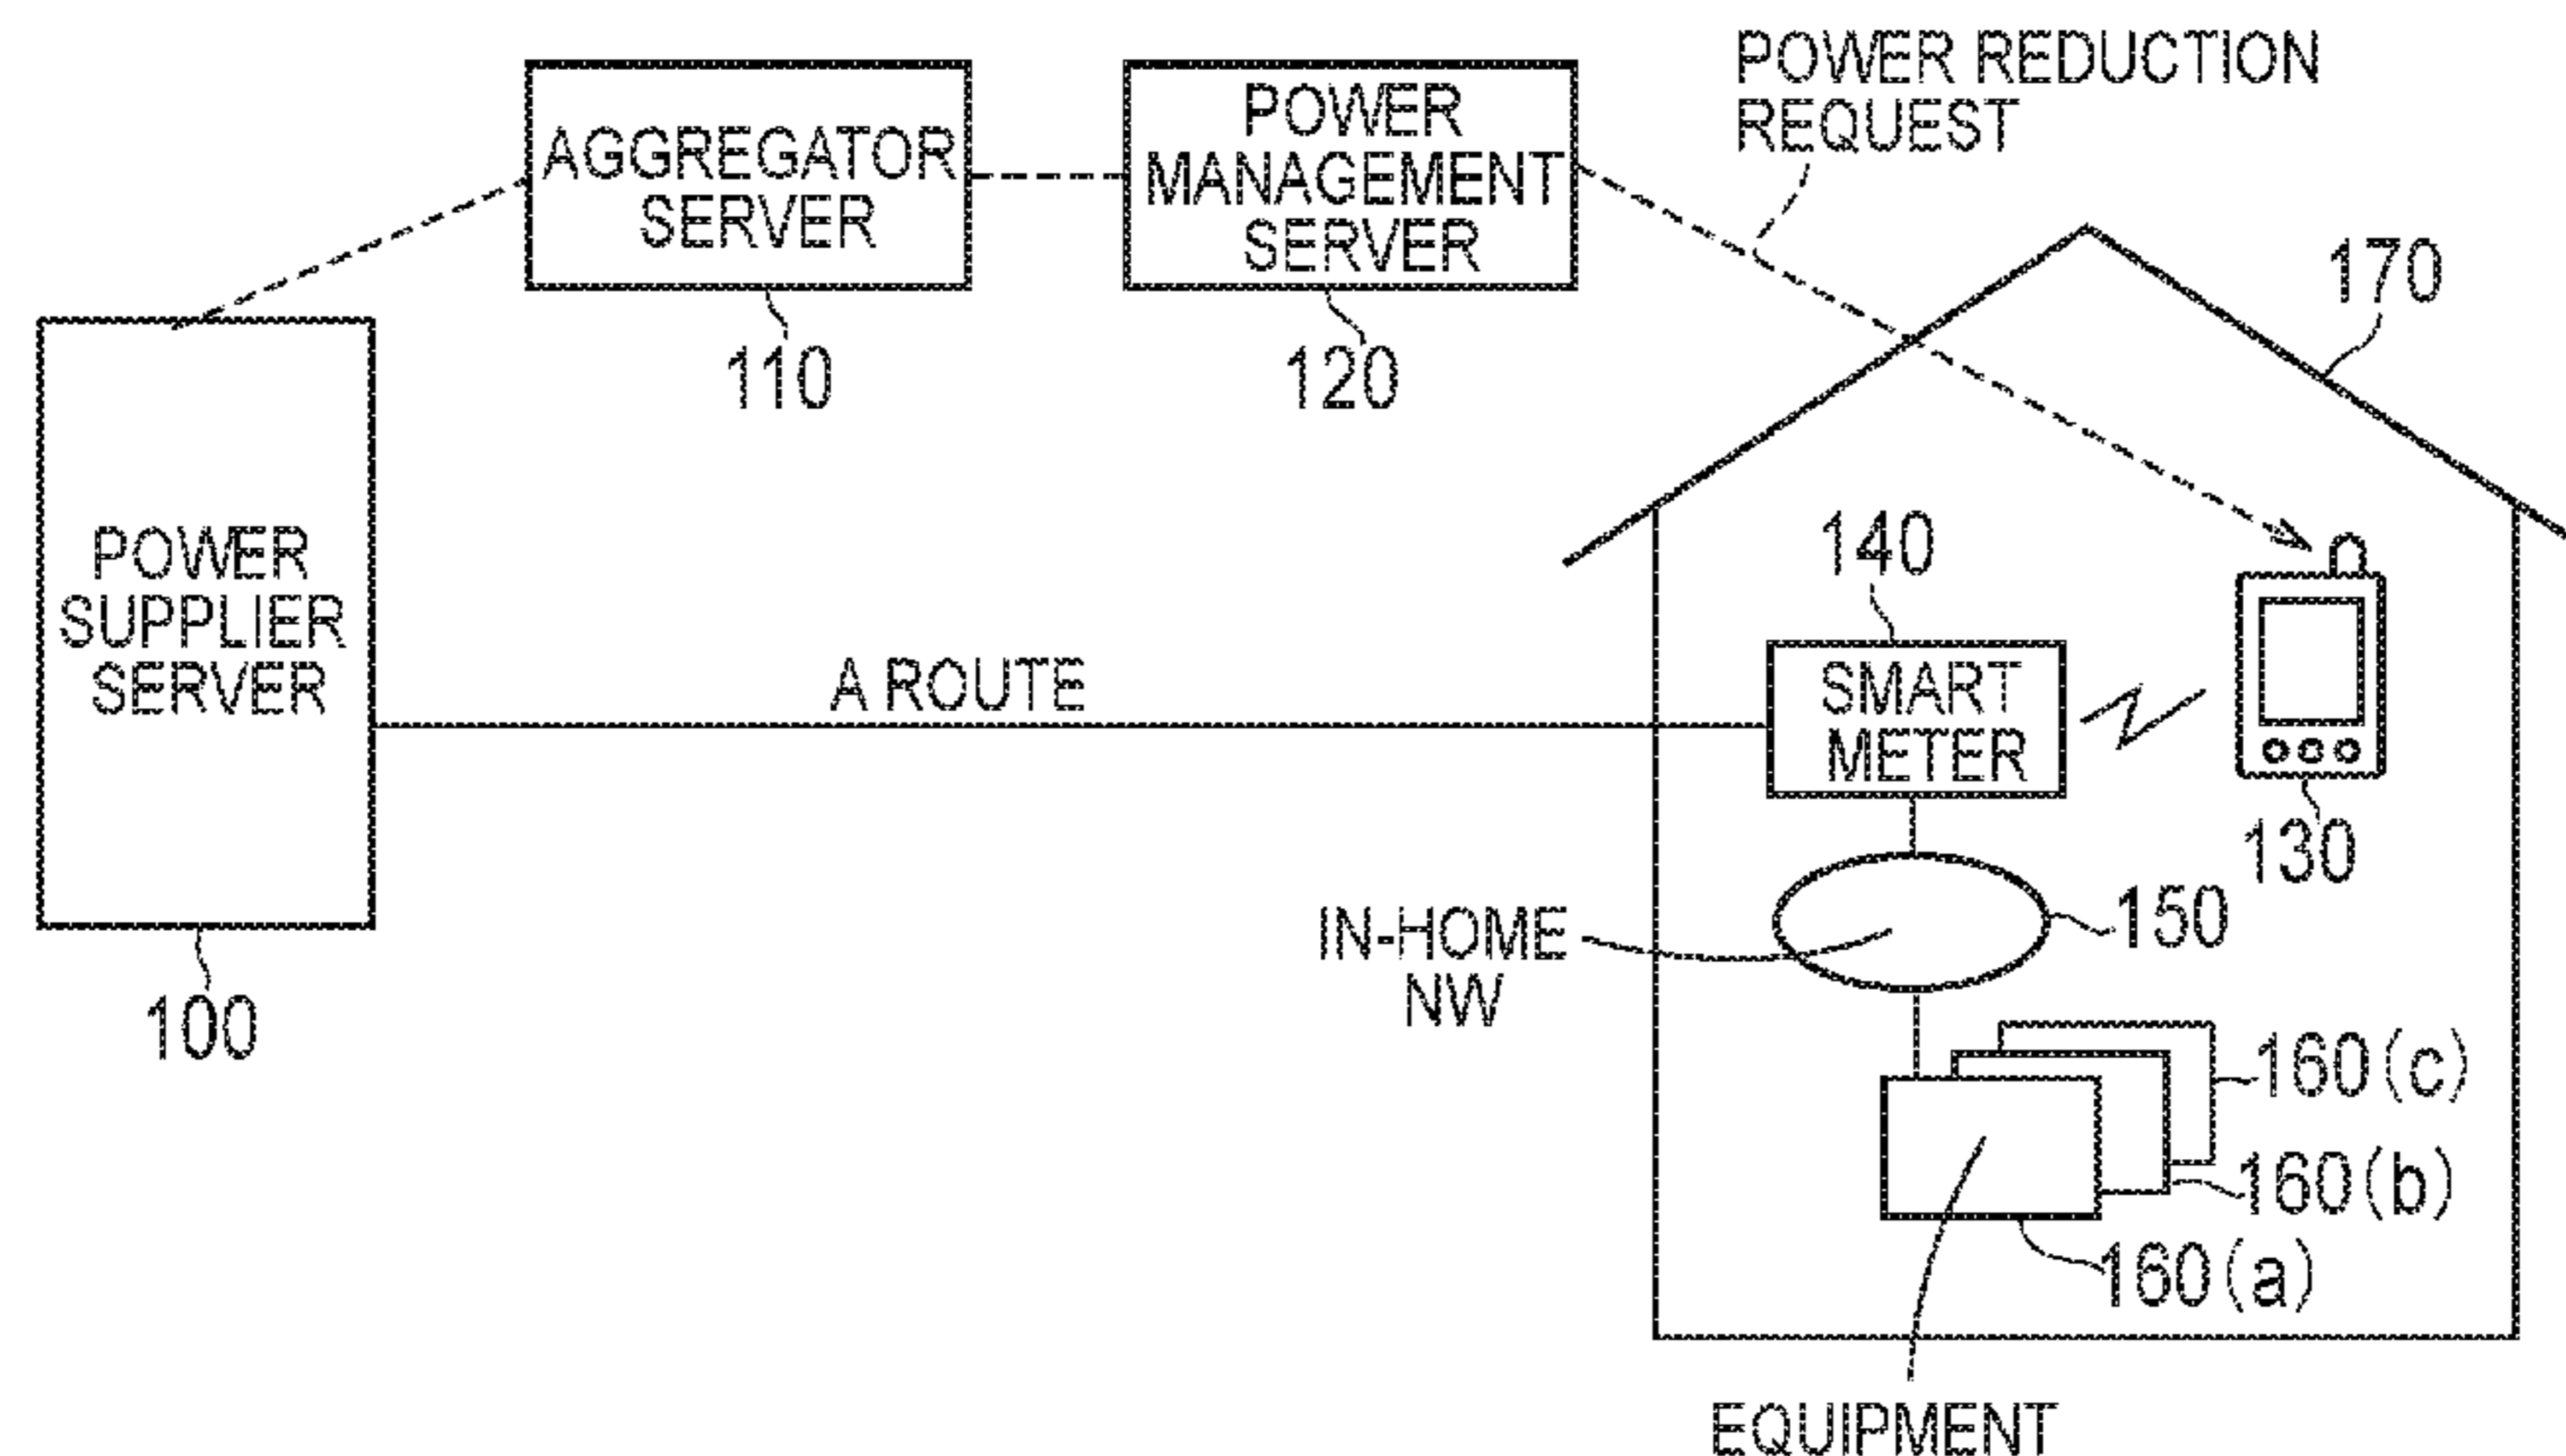 POWER REDUCTION
REQUEST
AGGREGATOR
SERVER
110
POWER
MANAGEMENT
SERVER
120
170
POWER
SUPPLIER
SERVER
100
A ROUTE
140
SMART
METER
130
IN-HOME
NW
150
160(c)
160(b)
160(a)
EQUIPMENT